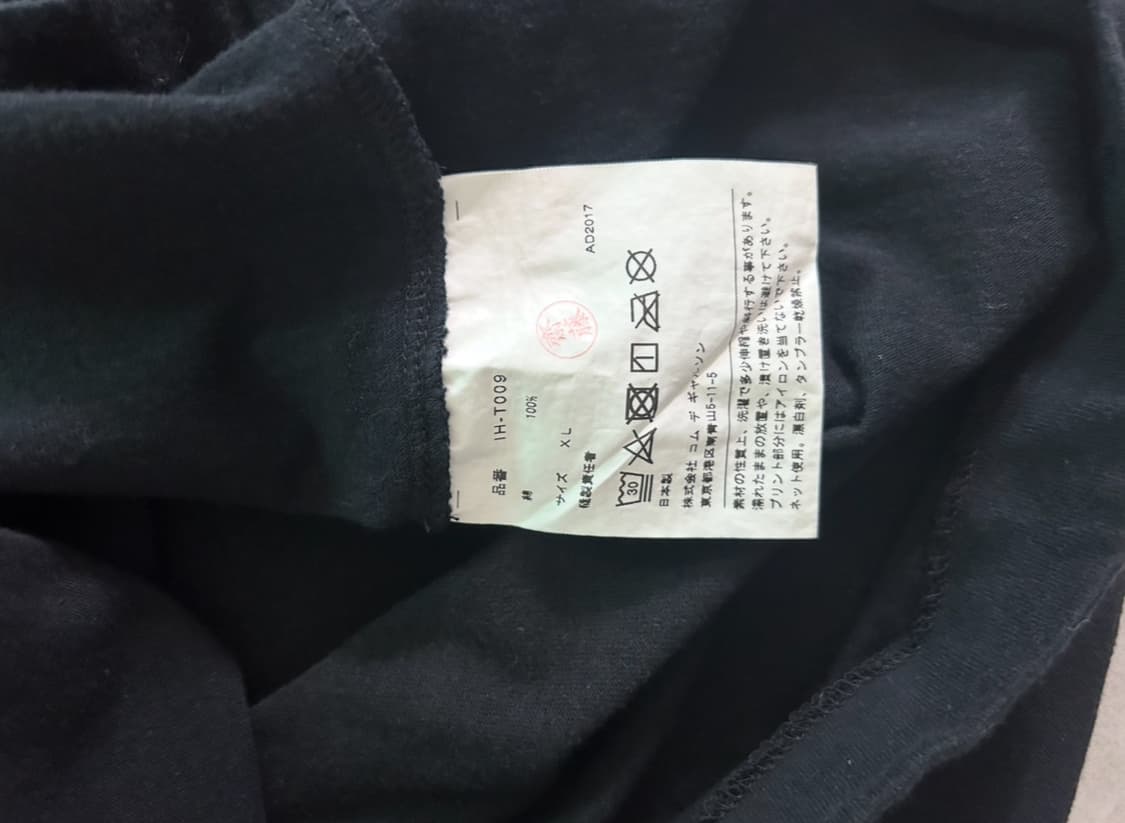 品番 IH-T009
綿 100%
サイズ XL
縫製責任者
齋藤
AD2017
30
日本製
株式会社 コム デ ギャルソン
東京都港区南青山5-11-5
素材の性質上、洗濯で多少伸縮や斜行する事があります。
濡れたままの放置や、漬け置き洗いは避けて下さい。
プリント部分にはアイロンを当てないで下さい。
ネット使用。漂白剤、タンブラー乾燥禁止。